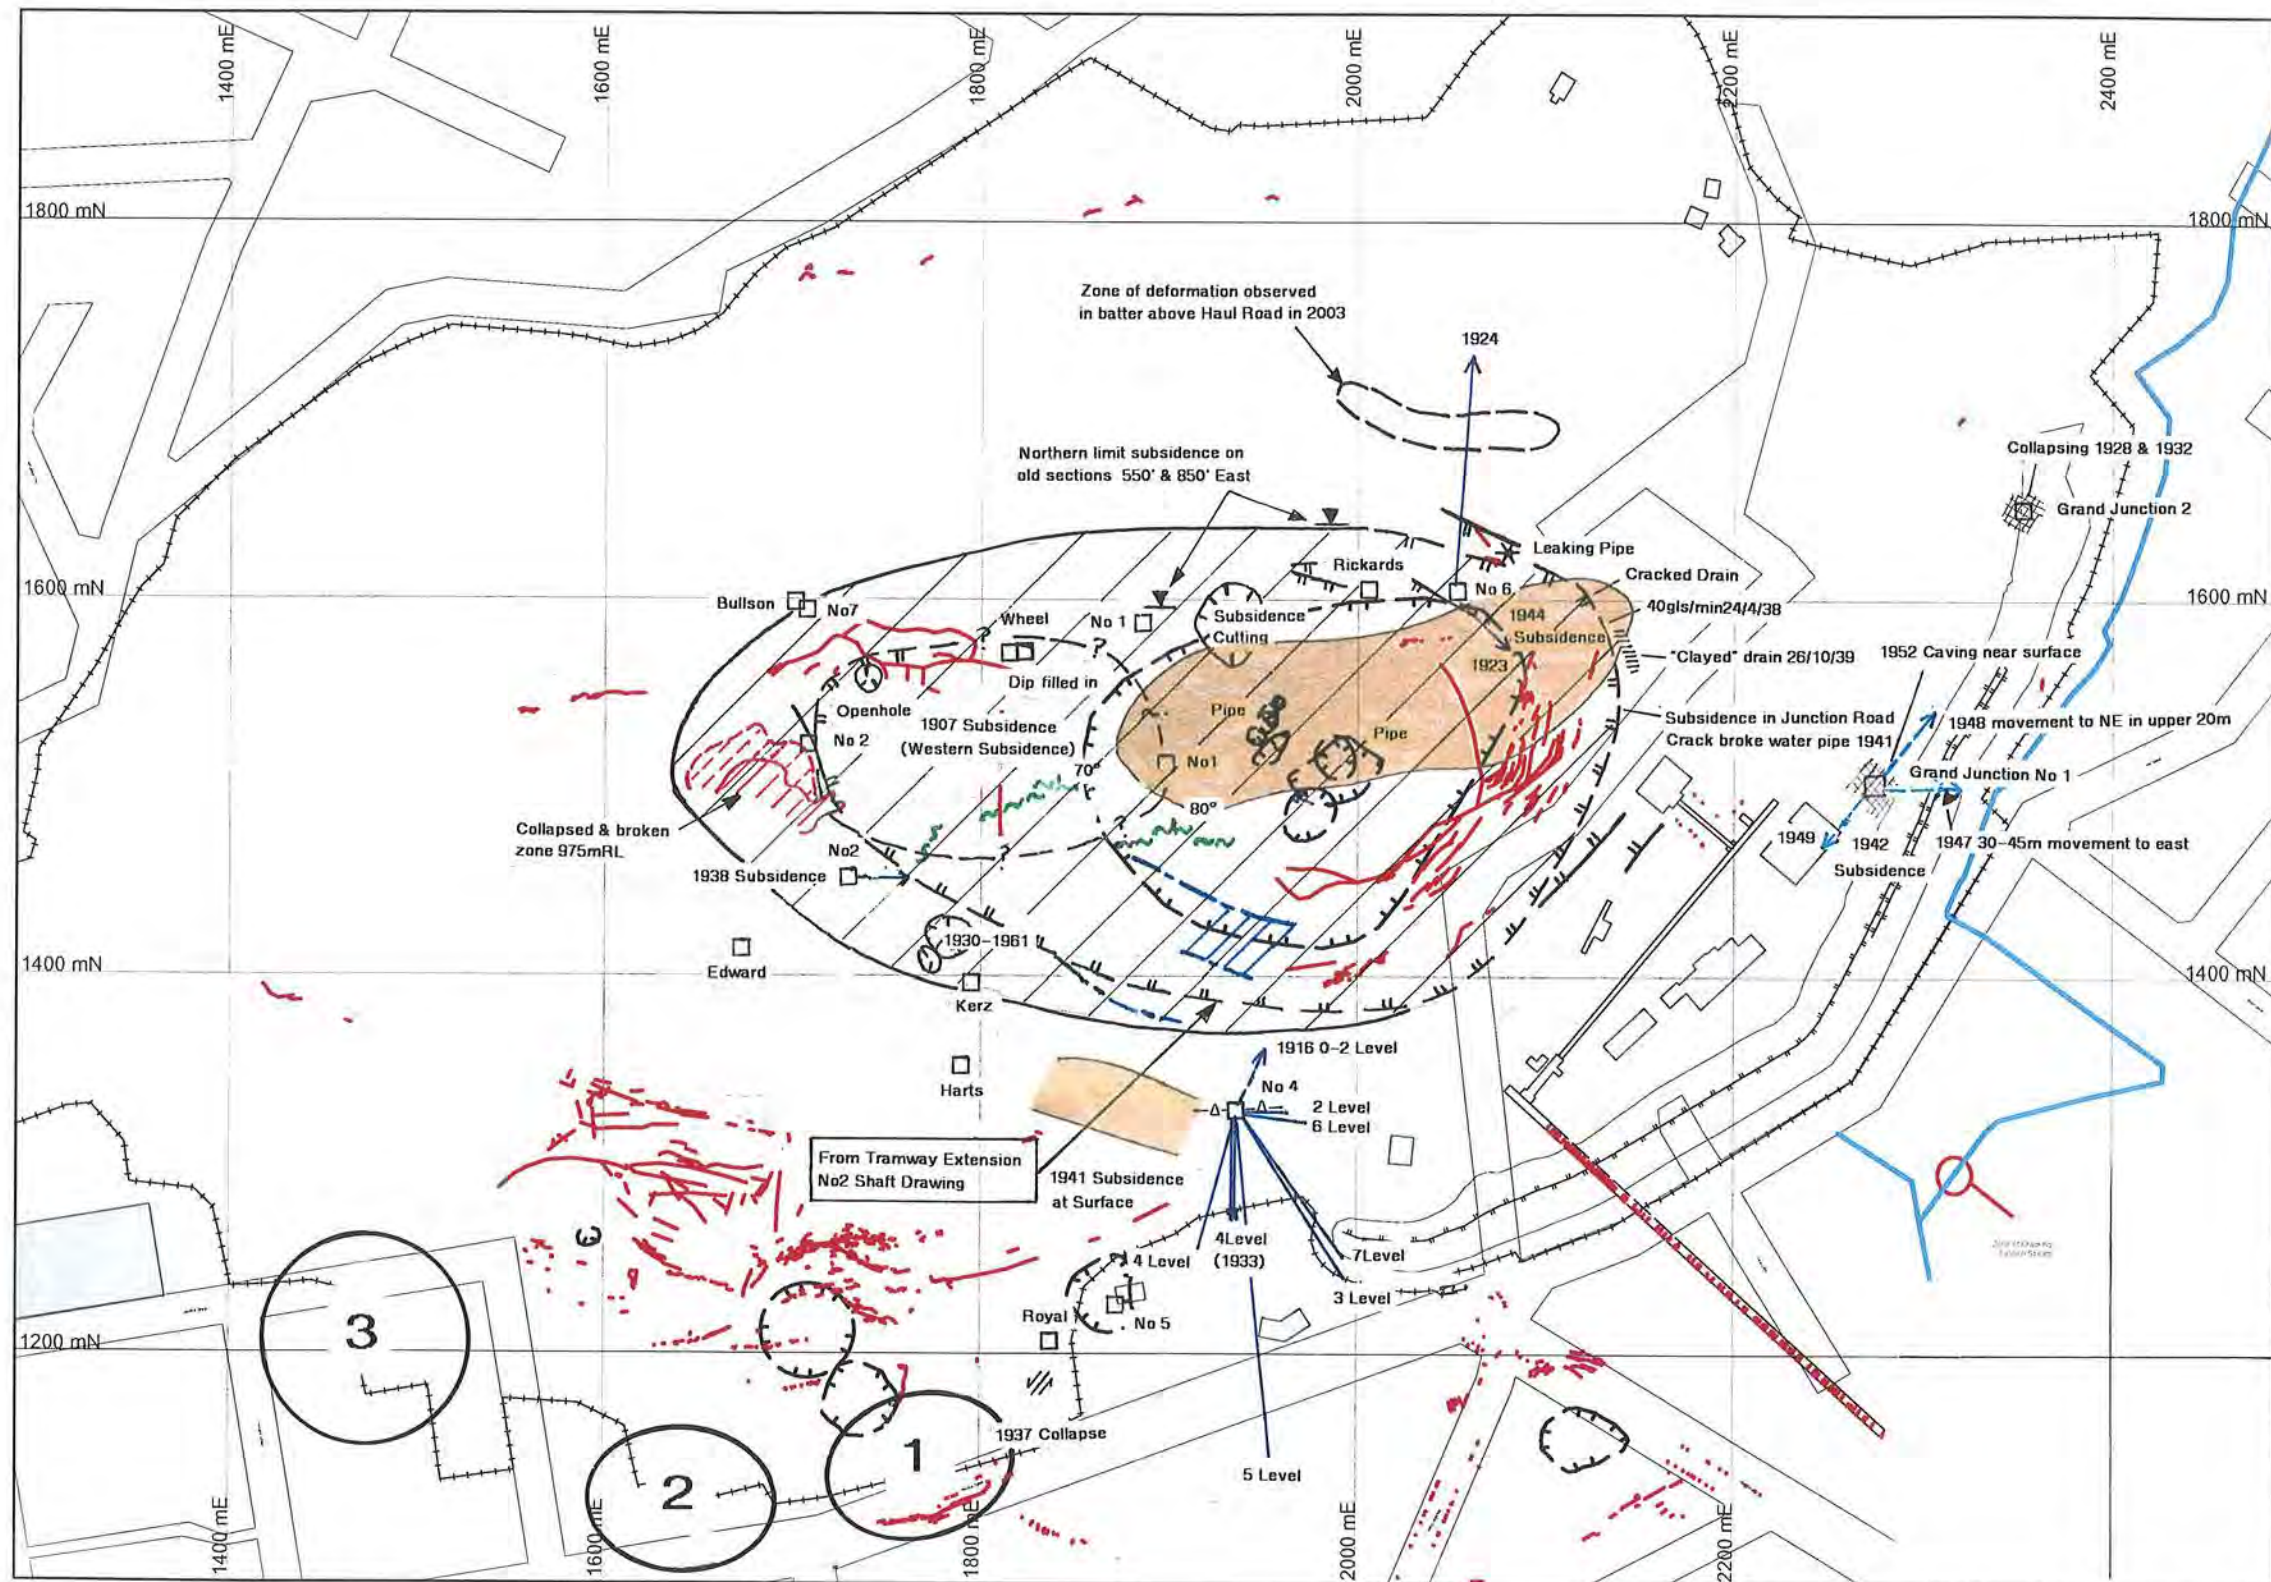 1400 mE
1600 mE
1800 mE
2000 mE
2200 mE
2400 mE
1800 mN
1800 mN
Zone of deformation observed
in batter above Haul Road in 2003
1924
Northern limit subsidence on
old sections 550' & 850' East
Collapsing 1928 & 1932
Grand Junction 2
Leaking Pipe
Rickards
Cracked Drain
1600 mN
1600 mN
Bullson
No7
Wheel
No 1
Subsidence
Cutting
No 6
1944
Subsidence
40gls/min24/4/38
?
?
1923
"Clayed" drain 26/10/39
1952 Caving near surface
Dip filled in
Openhole
1907 Subsidence
(Western Subsidence)
Pipe
Pipe
Subsidence in Junction Road
Crack broke water pipe 1941
1948 movement to NE in upper 20m
No 2
No1
70°
Grand Junction No 1
80°
Collapsed & broken
zone 975mRL
No2
?
?
1949
1942
Subsidence
1947 30-45m movement to east
1938 Subsidence
1930-1961
Edward
Kerz
1400 mN
1400 mN
Harts
1916 0-2 Level
No 4
2 Level
6 Level
From Tramway Extension
No2 Shaft Drawing
1941 Subsidence
at Surface
4 Level
4Level
(1933)
7Level
3 Level
Royal
No 5
3
1200 mN
1937 Collapse
1
2
5 Level
1400 mE
1600 mE
1800 mE
2000 mE
2200 mE